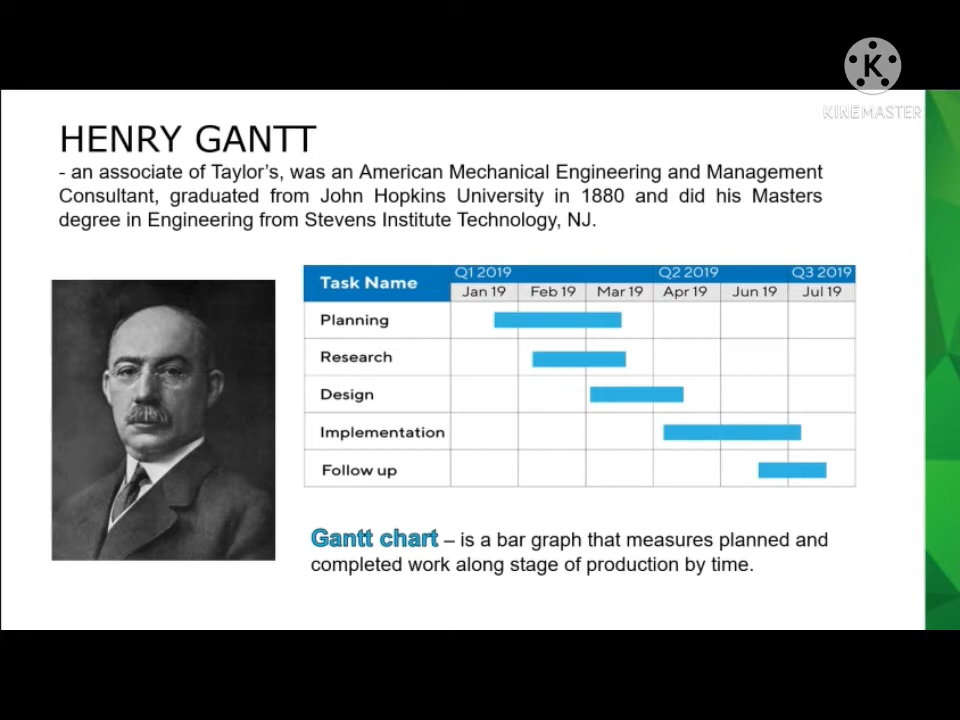 K
KINEMASTER
HENRY GANTT
- an associate of Taylor's, was an American Mechanical Engineering and Management
Consultant, graduated from John Hopkins University in 1880 and did his Masters
degree in Engineering from Stevens Institute Technology, NJ.
Task Name
Q1 2019 Q2 2019 Q3 2019
Jan 19 Feb 19 Mar 19 Apr 19 Jun 19 Jul 19
Planning
Research
Design
Implementation
Follow up
Gantt chart – is a bar graph that measures planned and
completed work along stage of production by time.